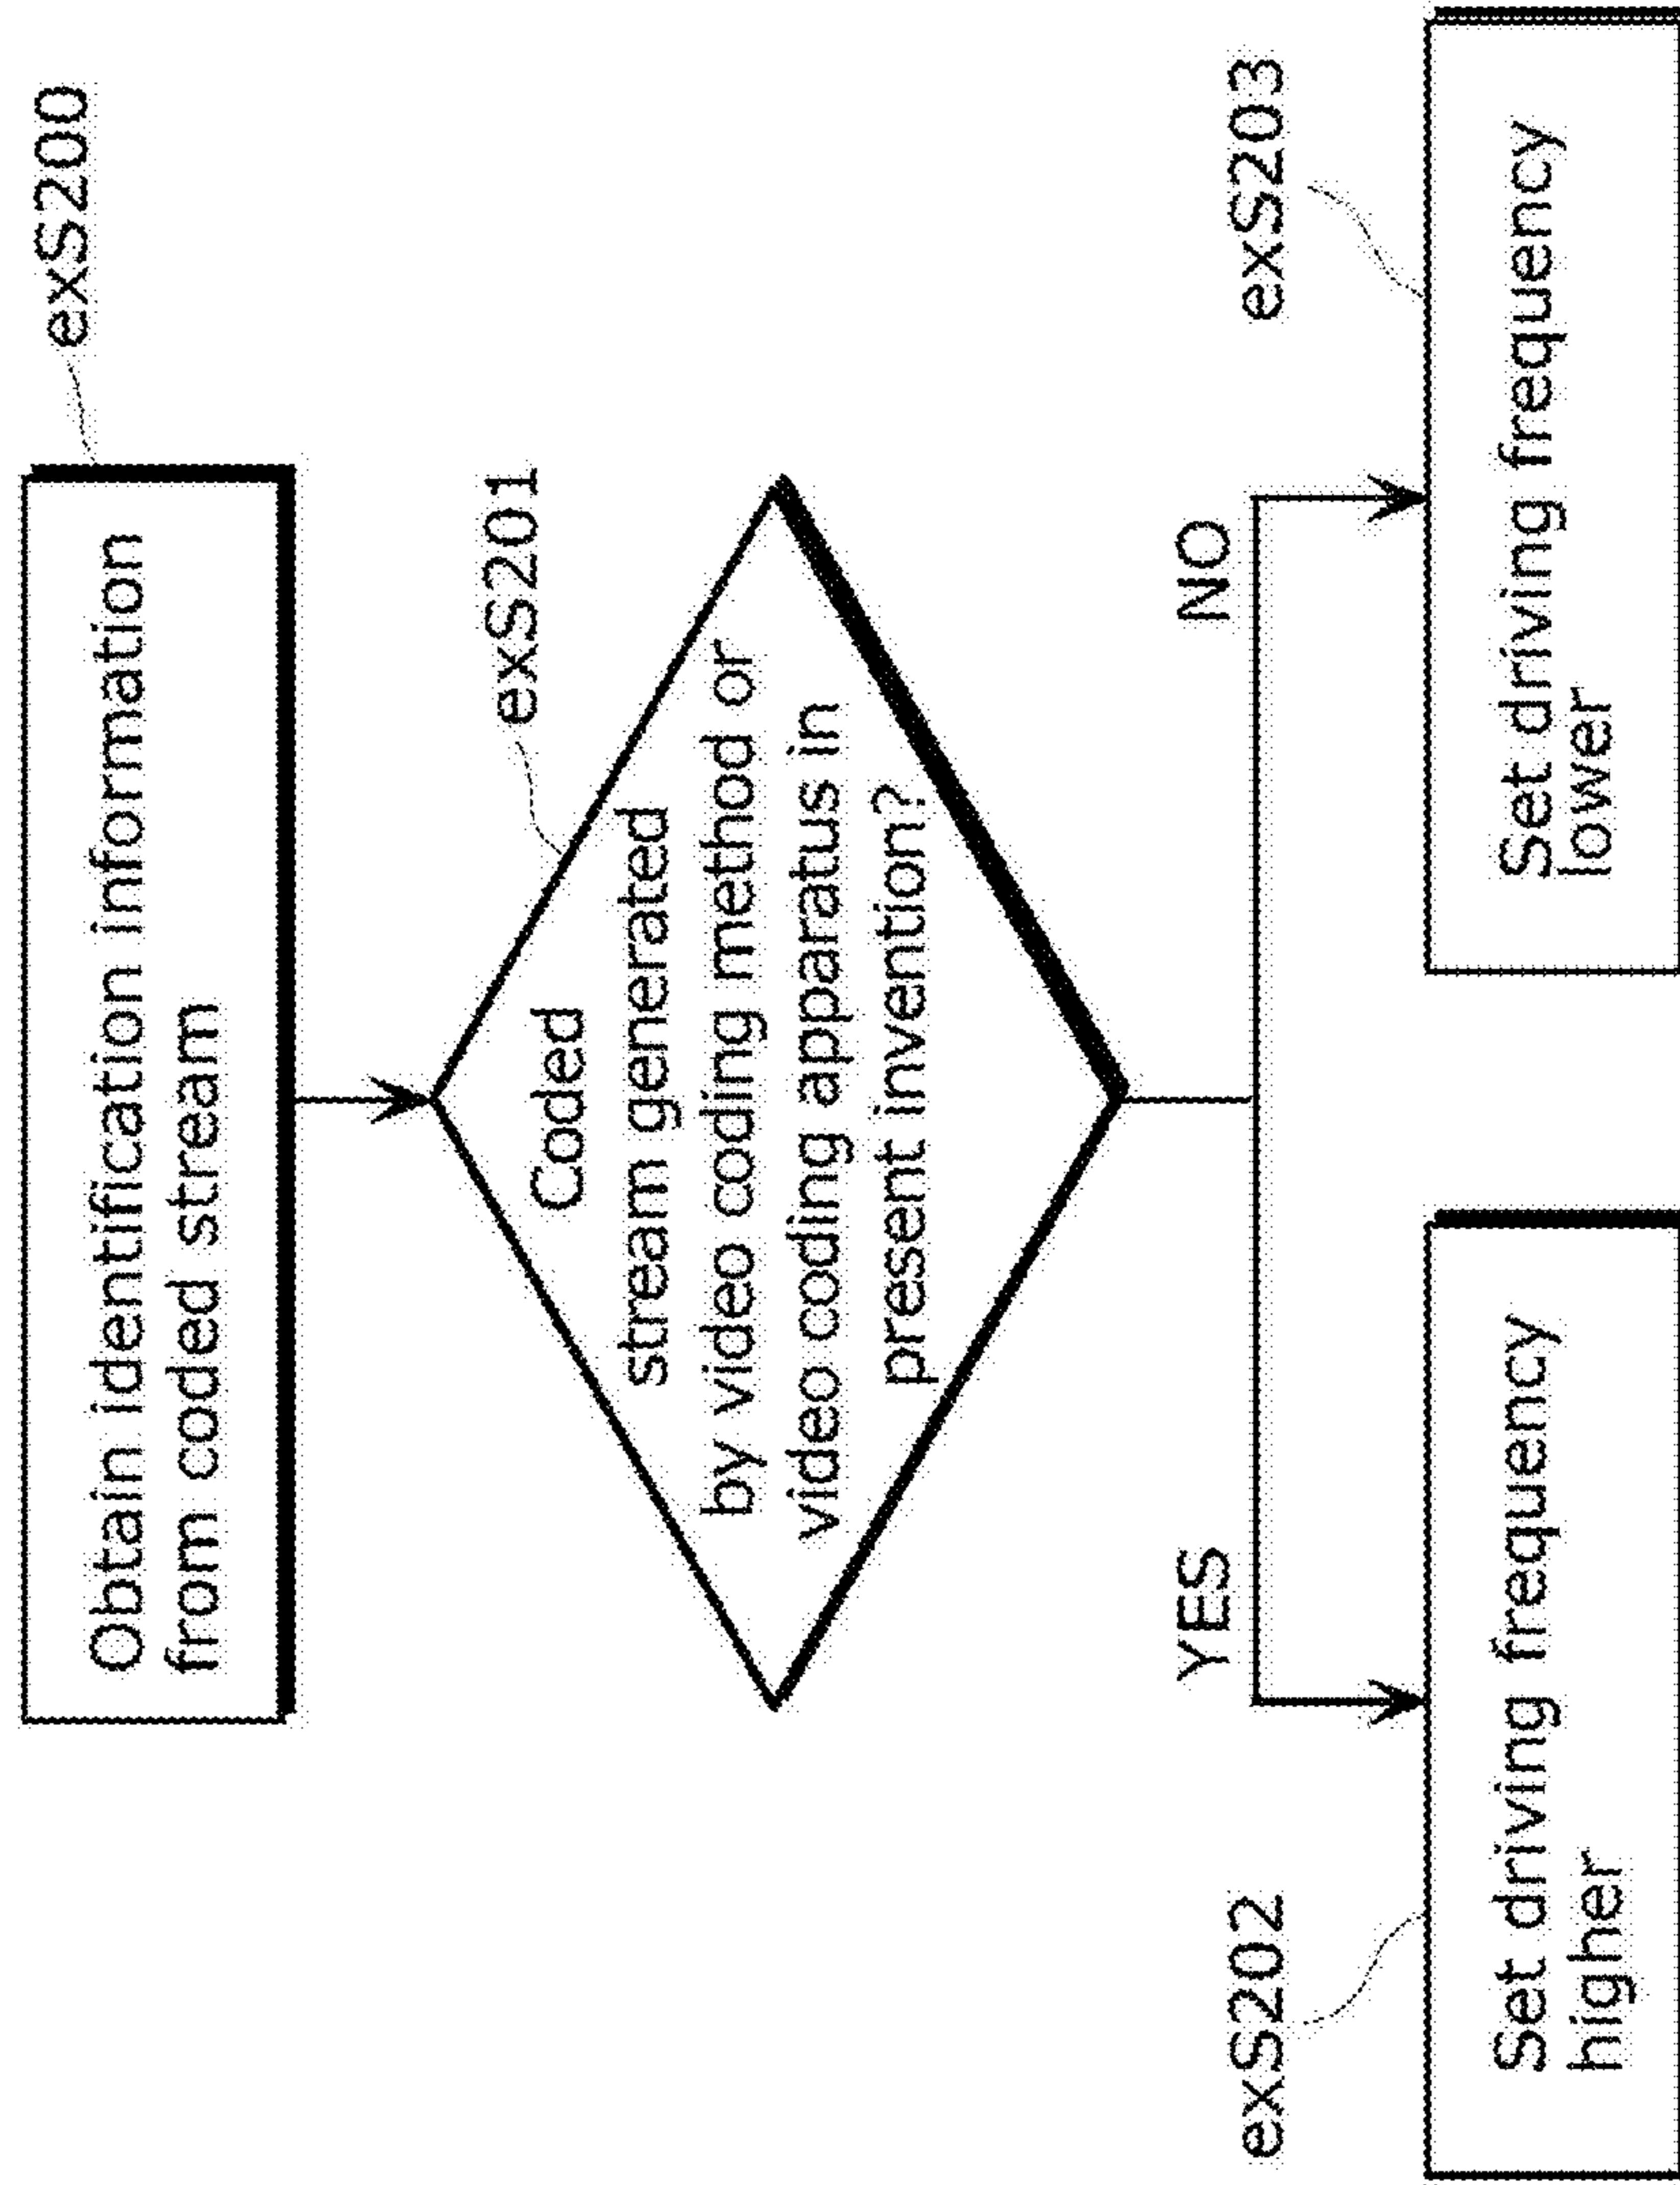 exS200
Obtain identification information
from coded stream
exS201
Coded
stream generated
by video coding method or
video coding apparatus in
present invention?
YES
NO
exS202
exS203
Set driving frequency
higher
Set driving frequency
lower